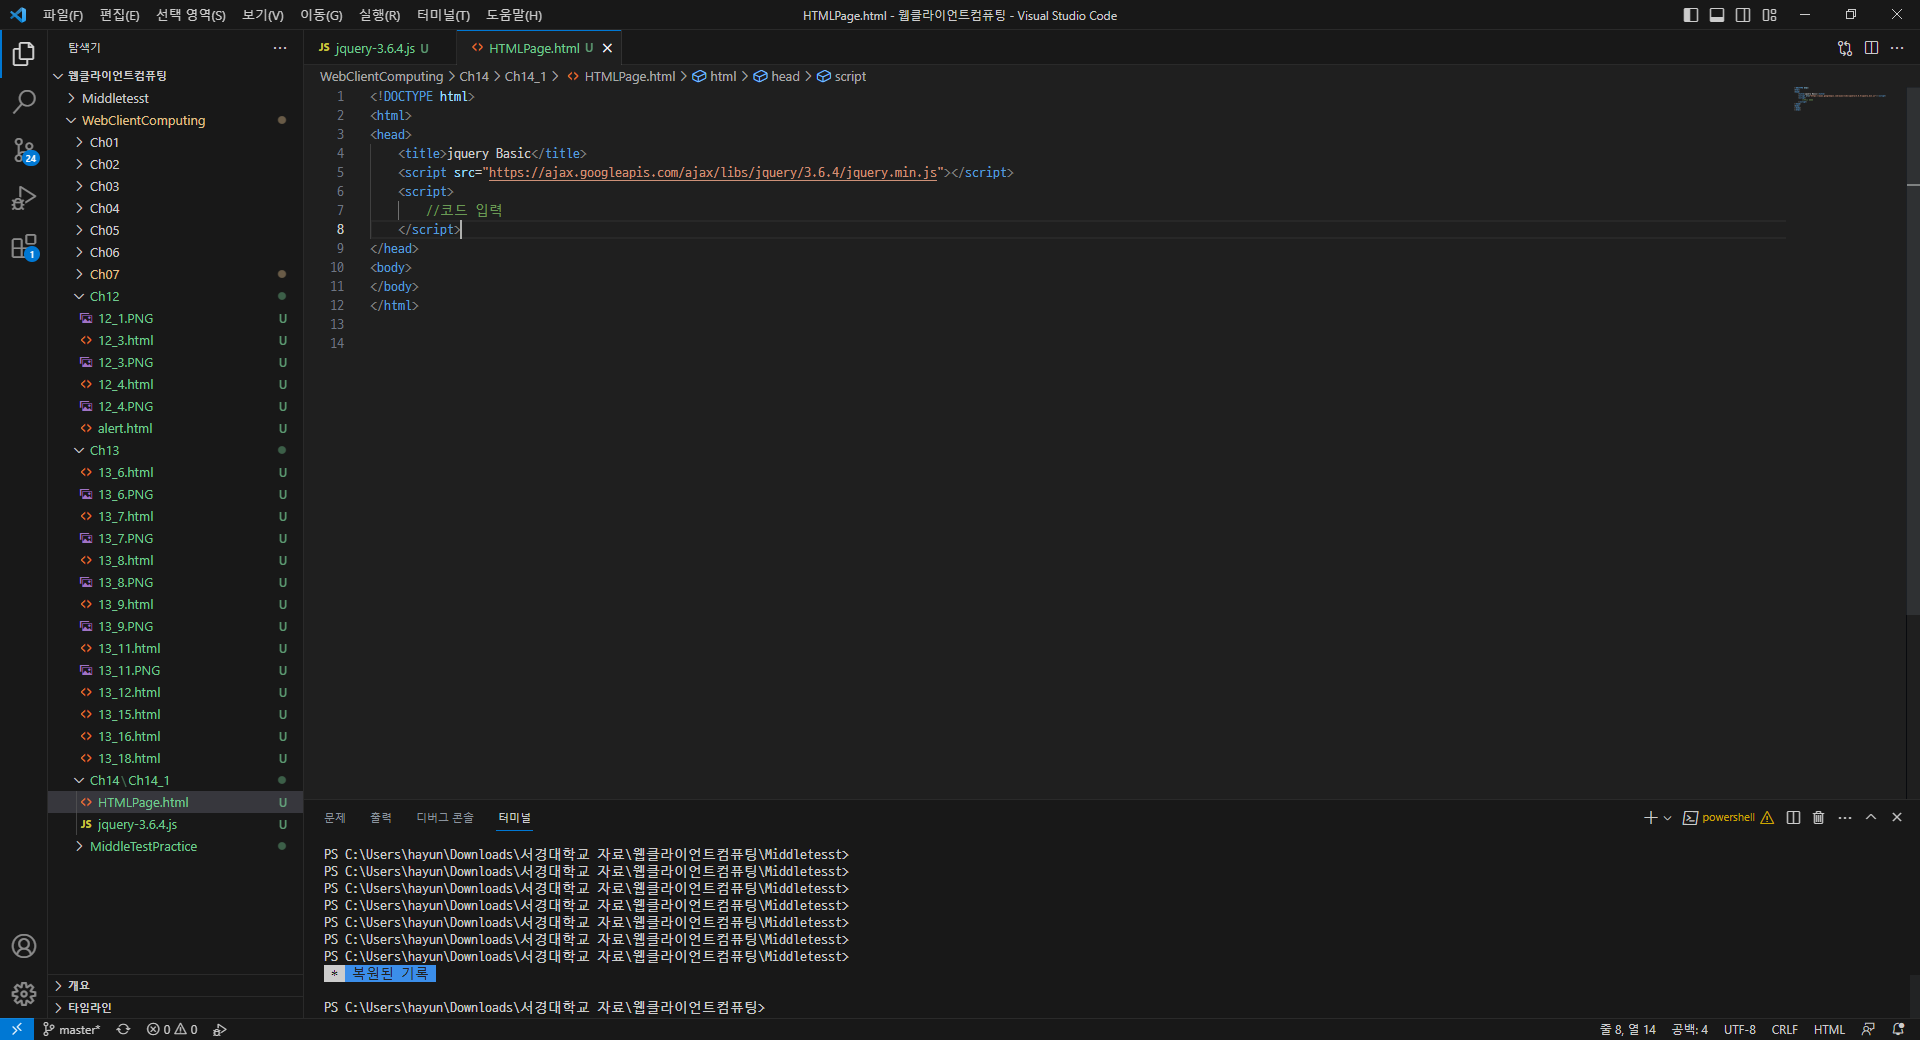 파일(F) 편집(E) 선택 영역(S) 보기(V) 이동(G) 실행(R) 터미널(T) 도움말(H)
HTMLPage.html - 웹클라이언트컴퓨팅 - Visual Studio Code
탐색기
웹클라이언트컴퓨팅
Middletesst
WebClientComputing
Ch01
Ch02
Ch03
Ch04
Ch05
Ch06
Ch07
Ch12
12_1.PNG U
12_3.html U
12_3.PNG U
12_4.html U
12_4.PNG U
alert.html U
Ch13
13_6.html U
13_6.PNG U
13_7.html U
13_7.PNG U
13_8.html U
13_8.PNG U
13_9.html U
13_9.PNG U
13_11.html U
13_11.PNG U
13_12.html U
13_15.html U
13_16.html U
13_18.html U
Ch14\Ch14_1
HTMLPage.html U
JS jquery-3.6.4.js U
MiddleTestPractice
개요
타임라인
24
1
JS jquery-3.6.4.js U
HTMLPage.html U
WebClientComputing > Ch14 > Ch14_1 > HTMLPage.html > html > head > script
1 <!DOCTYPE html>
2 <html>
3 <head>
4 <title>jquery Basic</title>
5 <script src="https://ajax.googleapis.com/ajax/libs/jquery/3.6.4/jquery.min.js"></script>
6 <script>
7 //코드 입력
8 </script>
9 </head>
10 <body>
11 </body>
12 </html>
13
14
문제 출력 디버그 콘솔 터미널
powershell
PS C:\Users\hayun\Downloads\서경대학교 자료\웹클라이언트컴퓨팅\Middletesst>
PS C:\Users\hayun\Downloads\서경대학교 자료\웹클라이언트컴퓨팅\Middletesst>
PS C:\Users\hayun\Downloads\서경대학교 자료\웹클라이언트컴퓨팅\Middletesst>
PS C:\Users\hayun\Downloads\서경대학교 자료\웹클라이언트컴퓨팅\Middletesst>
PS C:\Users\hayun\Downloads\서경대학교 자료\웹클라이언트컴퓨팅\Middletesst>
PS C:\Users\hayun\Downloads\서경대학교 자료\웹클라이언트컴퓨팅\Middletesst>
PS C:\Users\hayun\Downloads\서경대학교 자료\웹클라이언트컴퓨팅\Middletesst>
* 복원된 기록
PS C:\Users\hayun\Downloads\서경대학교 자료\웹클라이언트컴퓨팅>
master* 0 0
줄 8, 열 14 공백: 4 UTF-8 CRLF HTML